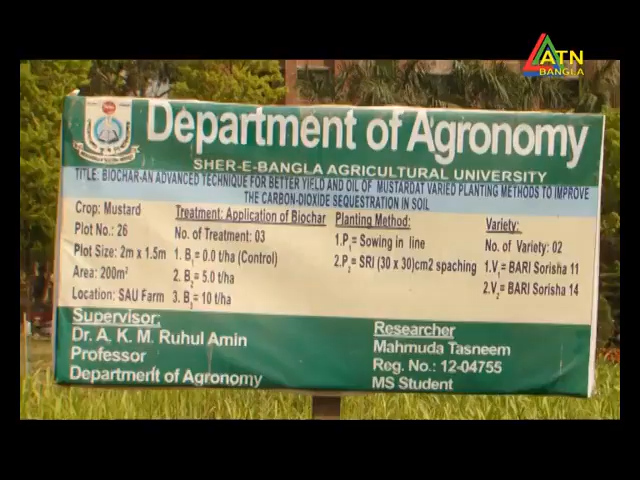 ATN
BANGLA
Department of Agronomy
SHER-E-BANGLA AGRICULTURAL UNIVERSITY
TITLE: BIOCHAR-AN ADVANCED TECHNIQUE FOR BETTER YIELD AND OIL OF MUSTARDAT VARIED PLANTING METHODS TO IMPROVE
THE CARBON-DIOXIDE SEQUESTRATION IN SOIL
Crop: Mustard
Plot No.: 26
Plot Size: 2m x 1.5m
Area: 200m²
Location: SAU Farm
Treatment: Application of Biochar
No. of Treatment: 03
1. B₁= 0.0 t/ha (Control)
2. B₂= 5.0 t/ha
3. B₃= 10 t/ha
Planting Method:
1.P₁= Sowing in line
2.P₂= SRI (30 x 30)cm2 spaching
Variety:
No. of Variety: 02
1.V₁= BARI Sorisha 11
2.V₂= BARI Sorisha 14
Supervisor:
Dr. A. K. M. Ruhul Amin
Professor
Department of Agronomy
Researcher
Mahmuda Tasneem
Reg. No.: 12-04755
MS Student